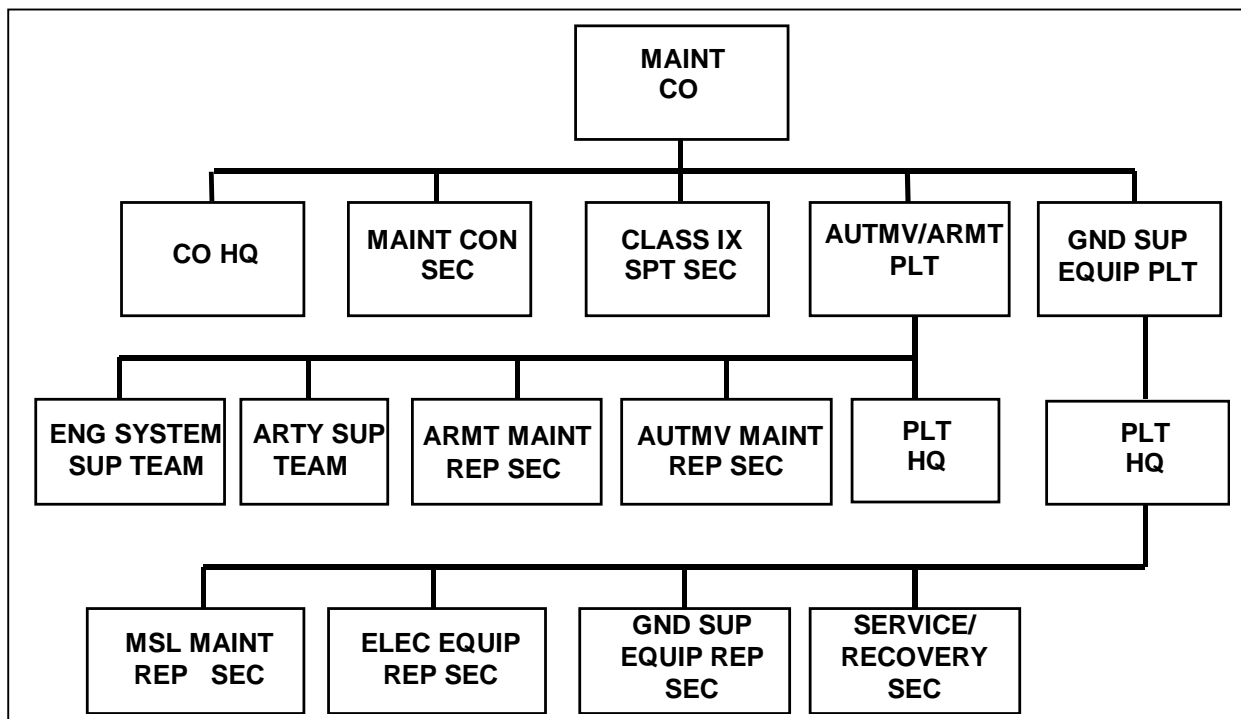 MAINT
CO
CO HQ
MAINT CON
SEC
CLASS IX
SPT SEC
AUTMV/ARMT
PLT
GND SUP
EQUIP PLT
ENG SYSTEM
SUP TEAM
ARTY SUP
TEAM
ARMT MAINT
REP SEC
AUTMV MAINT
REP SEC
PLT
HQ
PLT
HQ
MSL MAINT
REP SEC
ELEC EQUIP
REP SEC
GND SUP
EQUIP REP
SEC
SERVICE/
RECOVERY
SEC